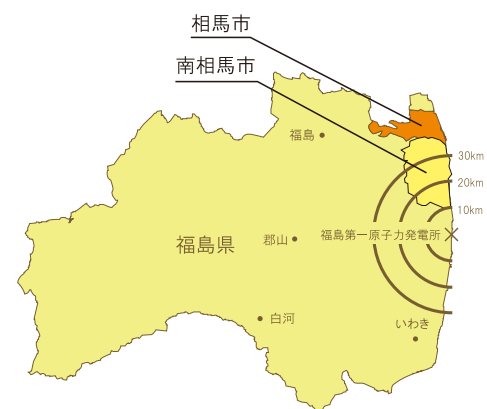 相馬市
南相馬市
福島
30km
20km
10km
福島第一原子力発電所
郡山
福島県
白河
いわき